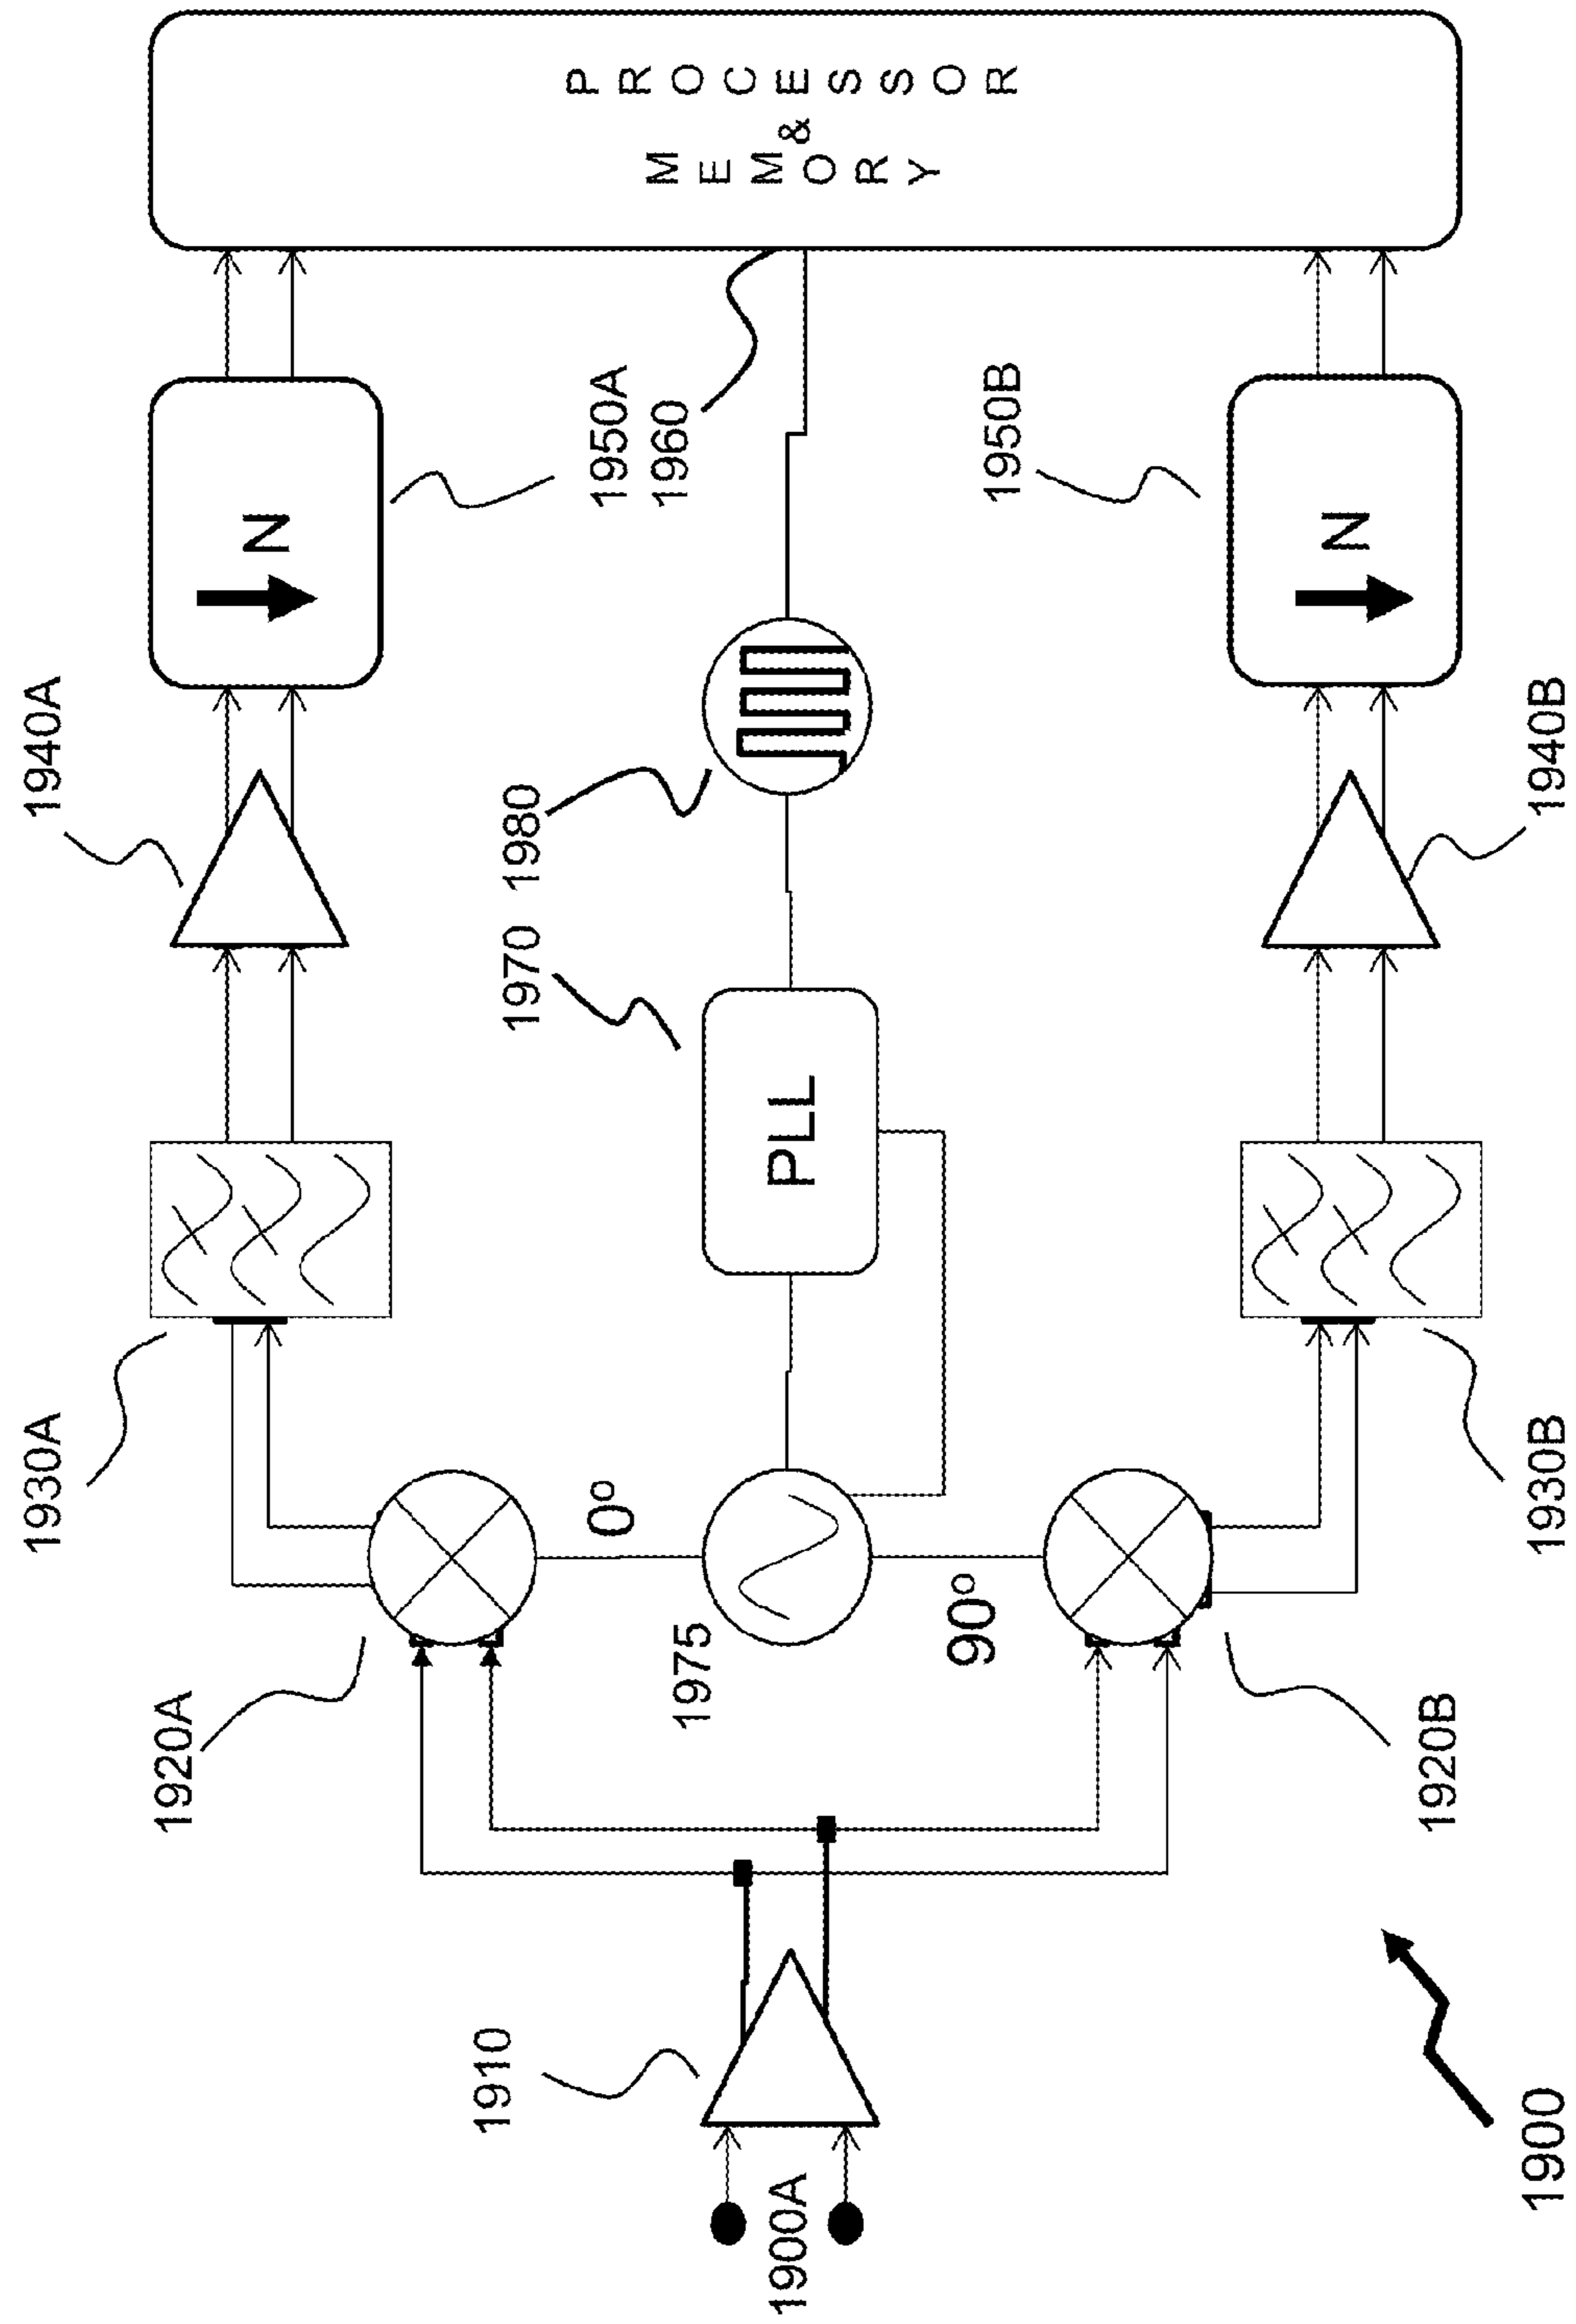 1940A
1950A
1960
PROCESSOR
&
MEMORY
N
1930A
1920A
0°
1970
1980
PLL
1910
1900A
1975
90°
1950B
N
1920B
1930B
1940B
1900